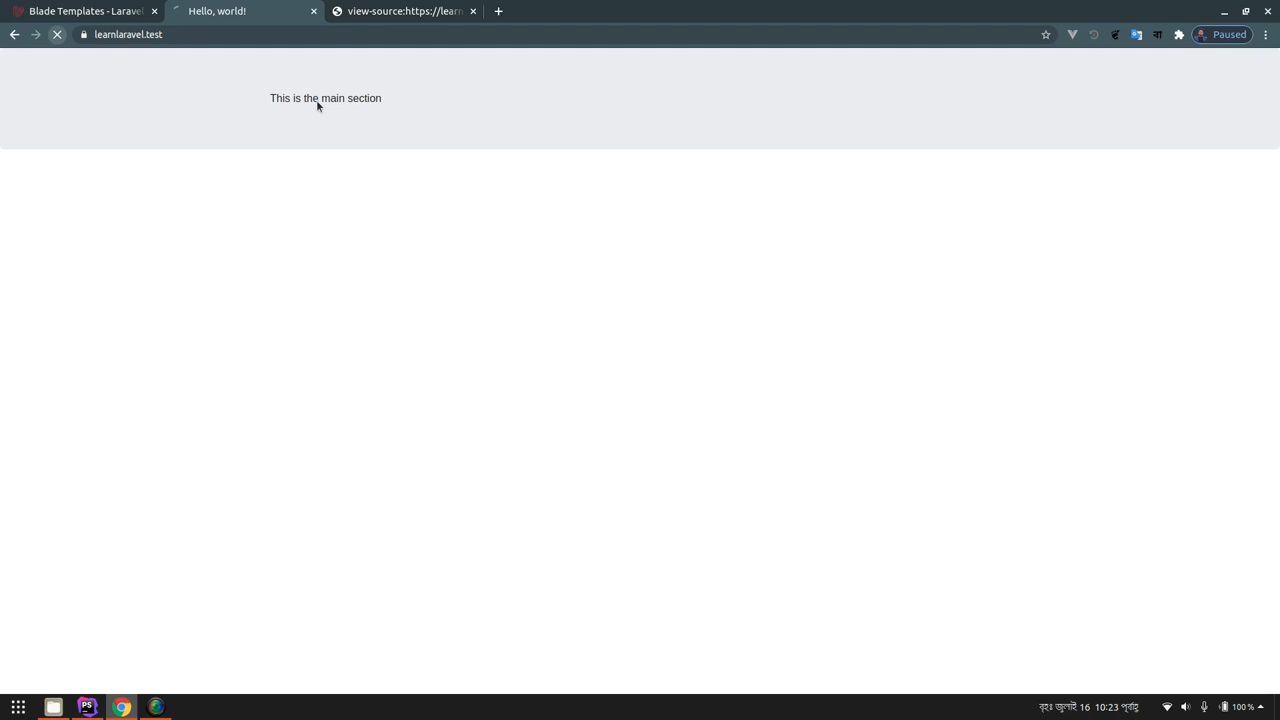 Blade Templates - Laravel
Hello, world!
view-source:https://learn
learnlaravel.test
বা
Paused
This is the main section
PS
বৃহঃ জুলাই 16 10:23 পূর্বাহ্ণ
100 %